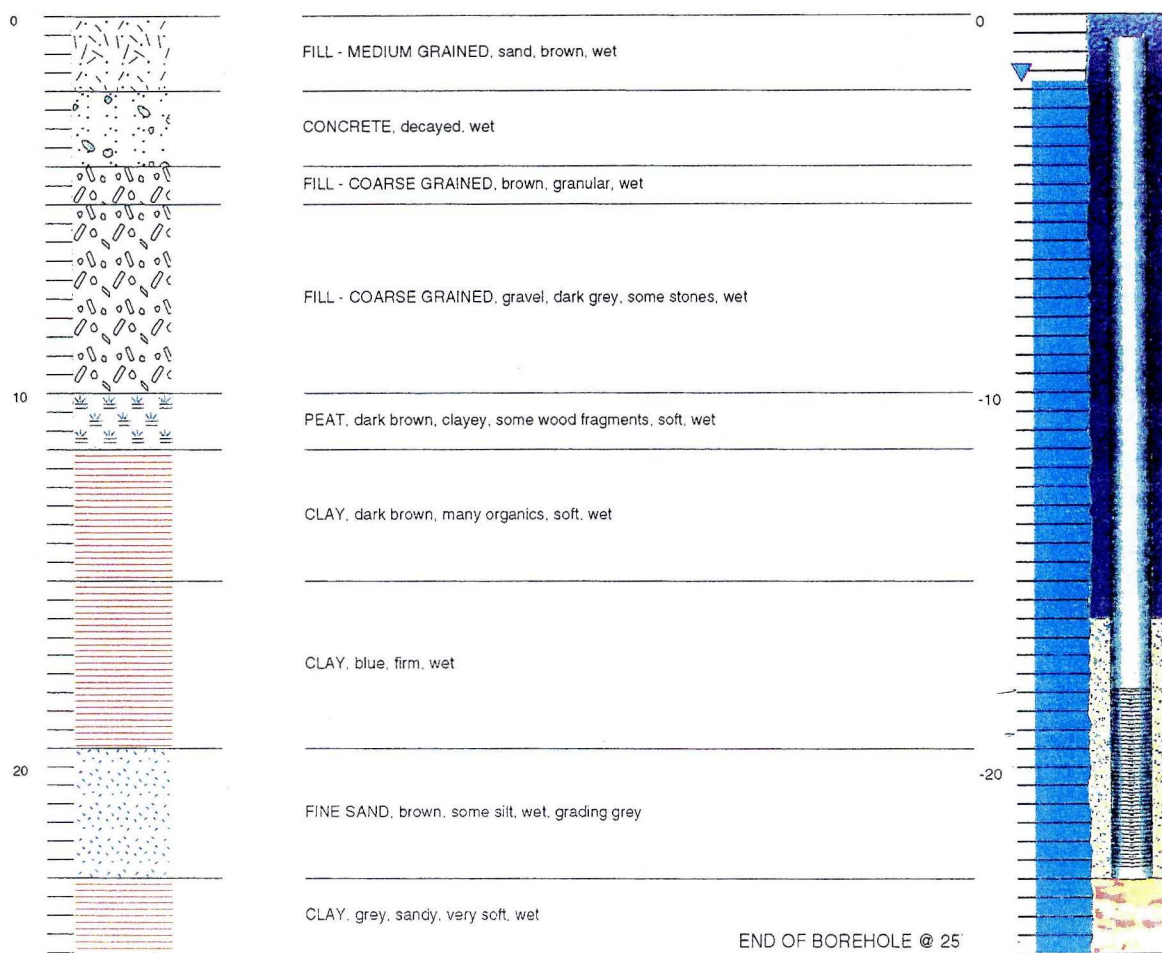 0
0
FILL - MEDIUM GRAINED, sand, brown, wet
CONCRETE, decayed, wet
FILL - COARSE GRAINED, brown, granular, wet
FILL - COARSE GRAINED, gravel, dark grey, some stones, wet
10
-10
PEAT, dark brown, clayey, some wood fragments, soft, wet
CLAY, dark brown, many organics, soft, wet
CLAY, blue, firm, wet
20
-20
FINE SAND, brown, some silt, wet, grading grey
CLAY, grey, sandy, very soft, wet
END OF BOREHOLE @ 25'